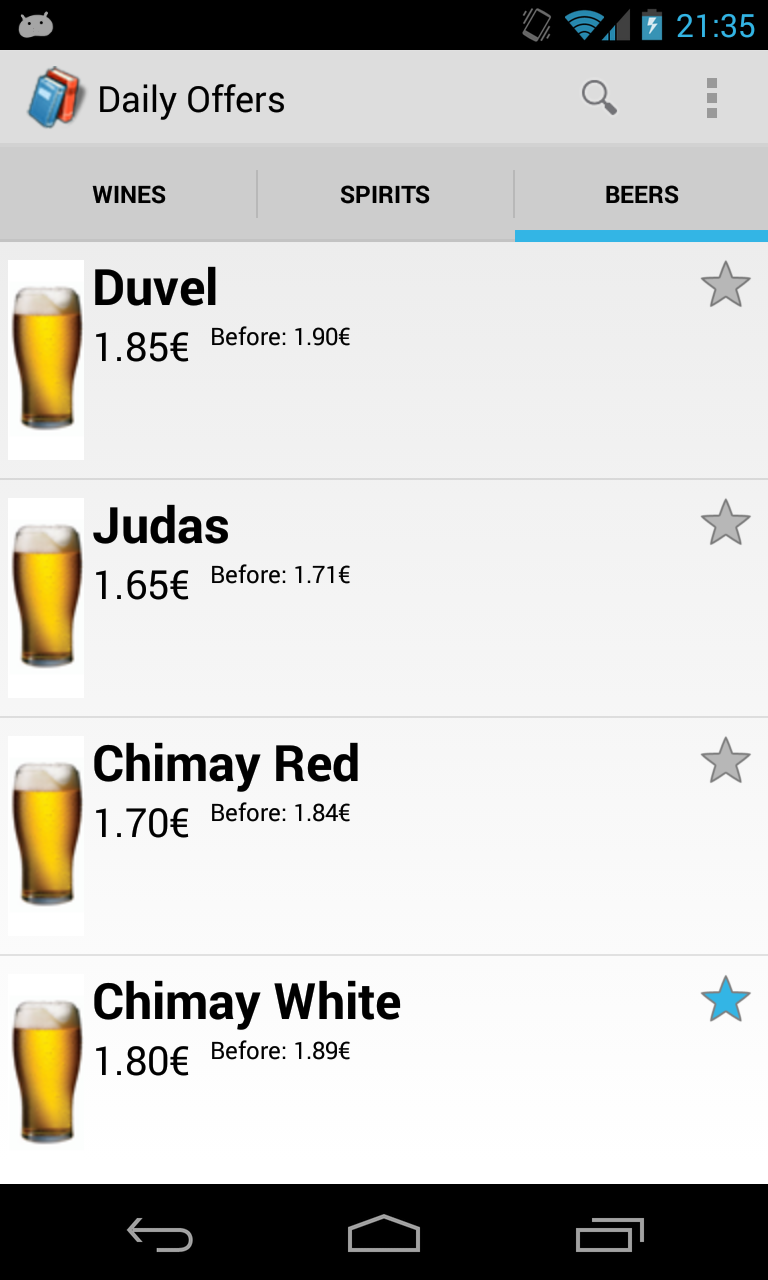 21:35
Daily Offers
WINES SPIRITS BEERS
Duvel
1.85€ Before: 1.90€
Judas
1.65€ Before: 1.71€
Chimay Red
1.70€ Before: 1.84€
Chimay White
1.80€ Before: 1.89€